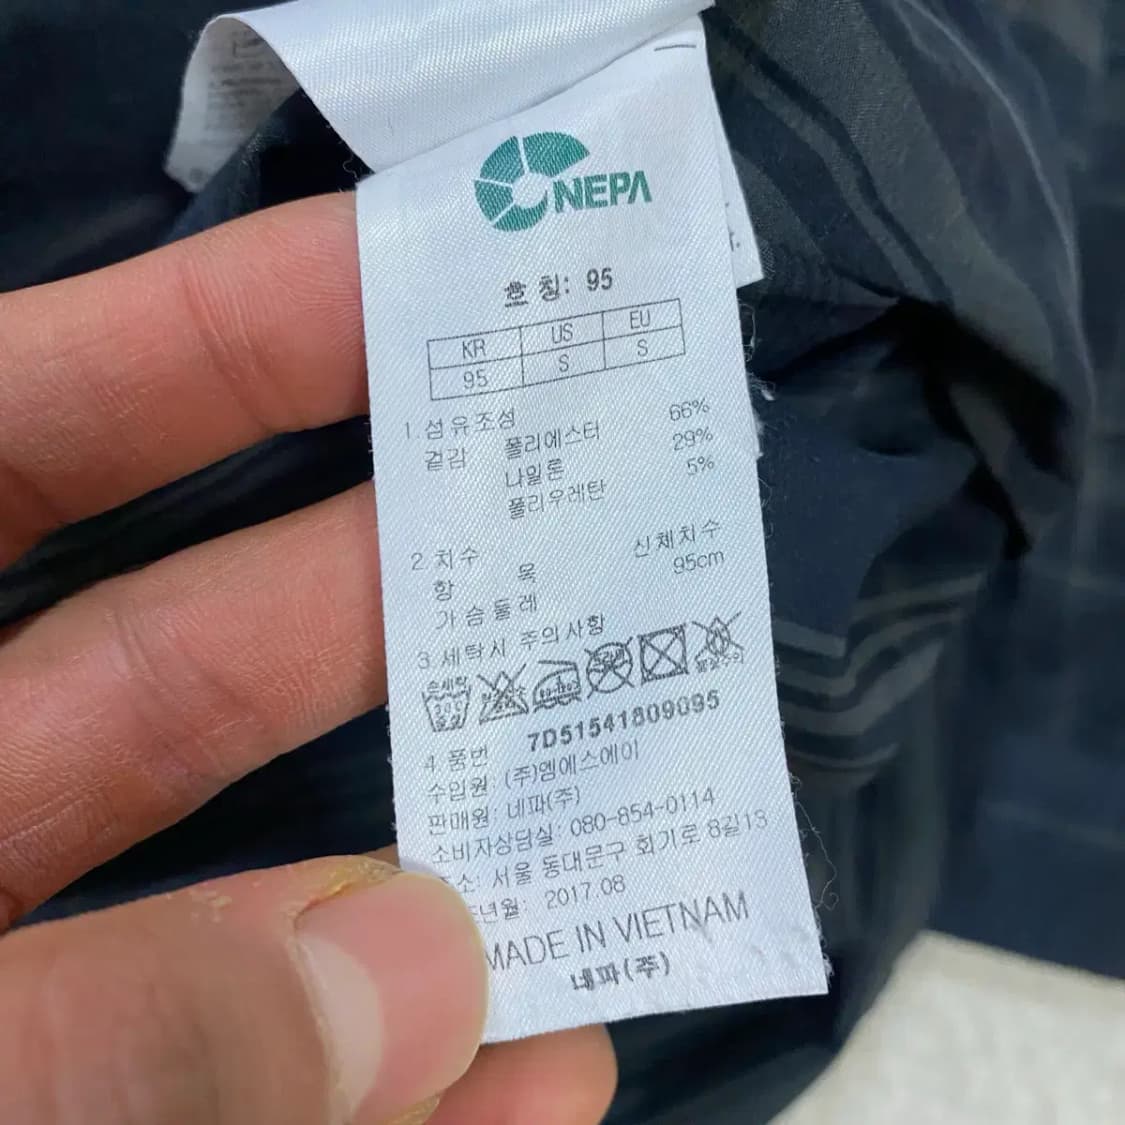 NEPA
호 칭: 95
KR US EU
95 S S
1.섬유조성
겉감 폴리에스터 66%
나일론 29%
폴리우레탄 5%
2 치수
항 목 신체치수
가슴둘레 95cm
3 세탁시 주의사항
손세탁
4 품번 7D51541809095
수입원: (주)엠에스에이
판매원: 네파(주)
소비자상담실: 080-854-0114
소: 서울 동대문구 회기로 8길13
년월: 2017.08
MADE IN VIETNAM
네파(주)